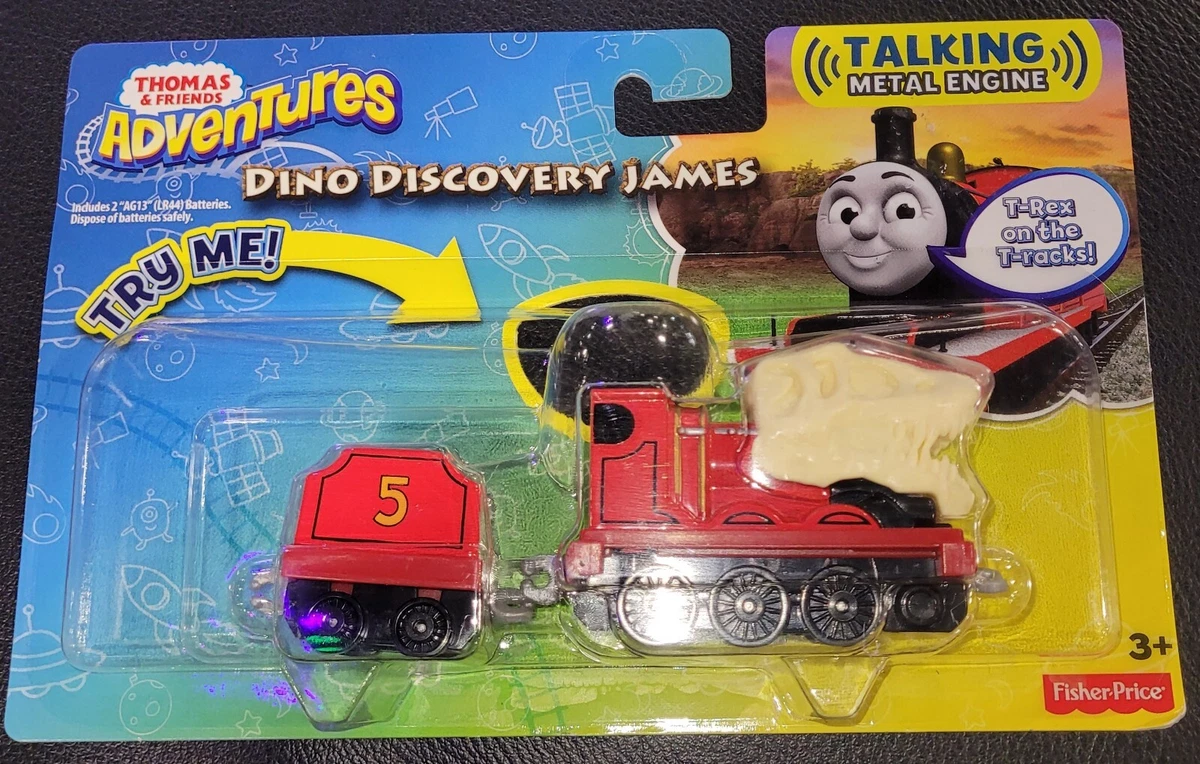 THOMAS
& FRIENDS
ADVENTURES
TALKING
METAL ENGINE
DINO DISCOVERY JAMES
Includes 2 "AG13" (LR44) Batteries.
Dispose of batteries safely.
TRY ME!
T-Rex
on the
T-racks!
5
3+
Fisher-Price®